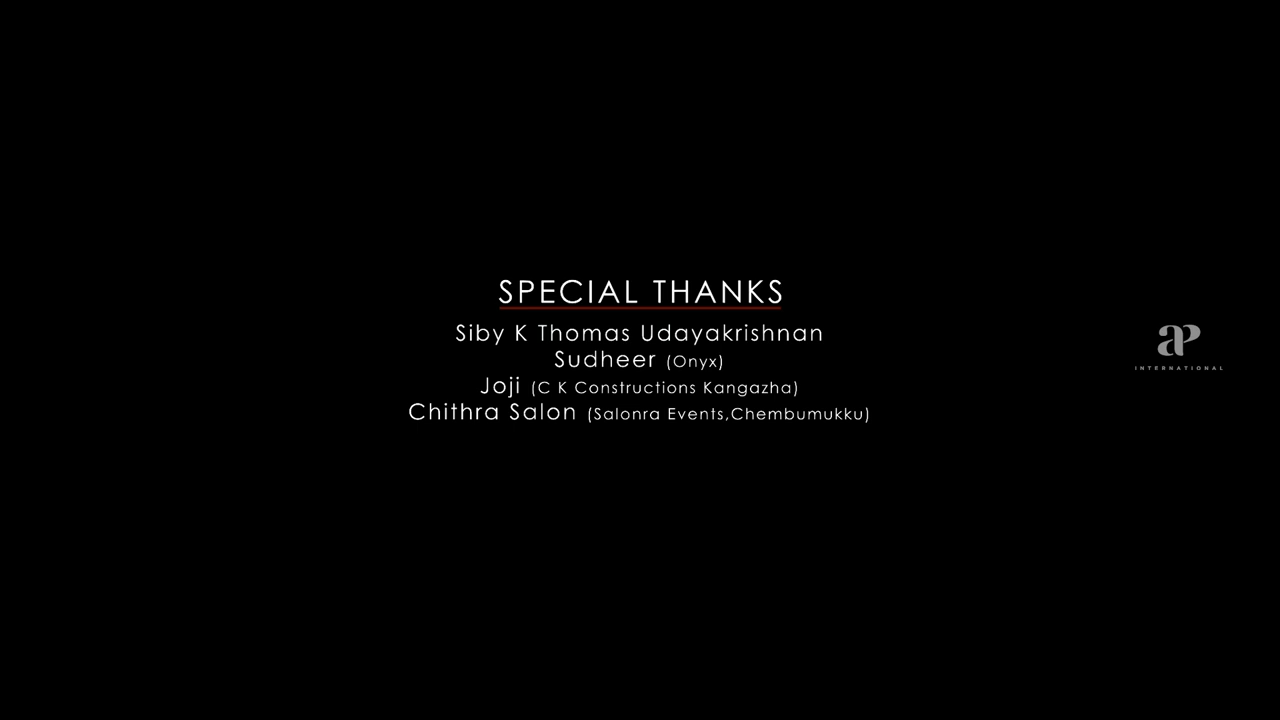 SPECIAL THANKS
Siby K Thomas Udayakrishnan
Sudheer (Onyx)
Joji (C K Constructions Kangazha)
Chithra Salon (Salonra Events,Chembumukku)
ap
INTERNATIONAL